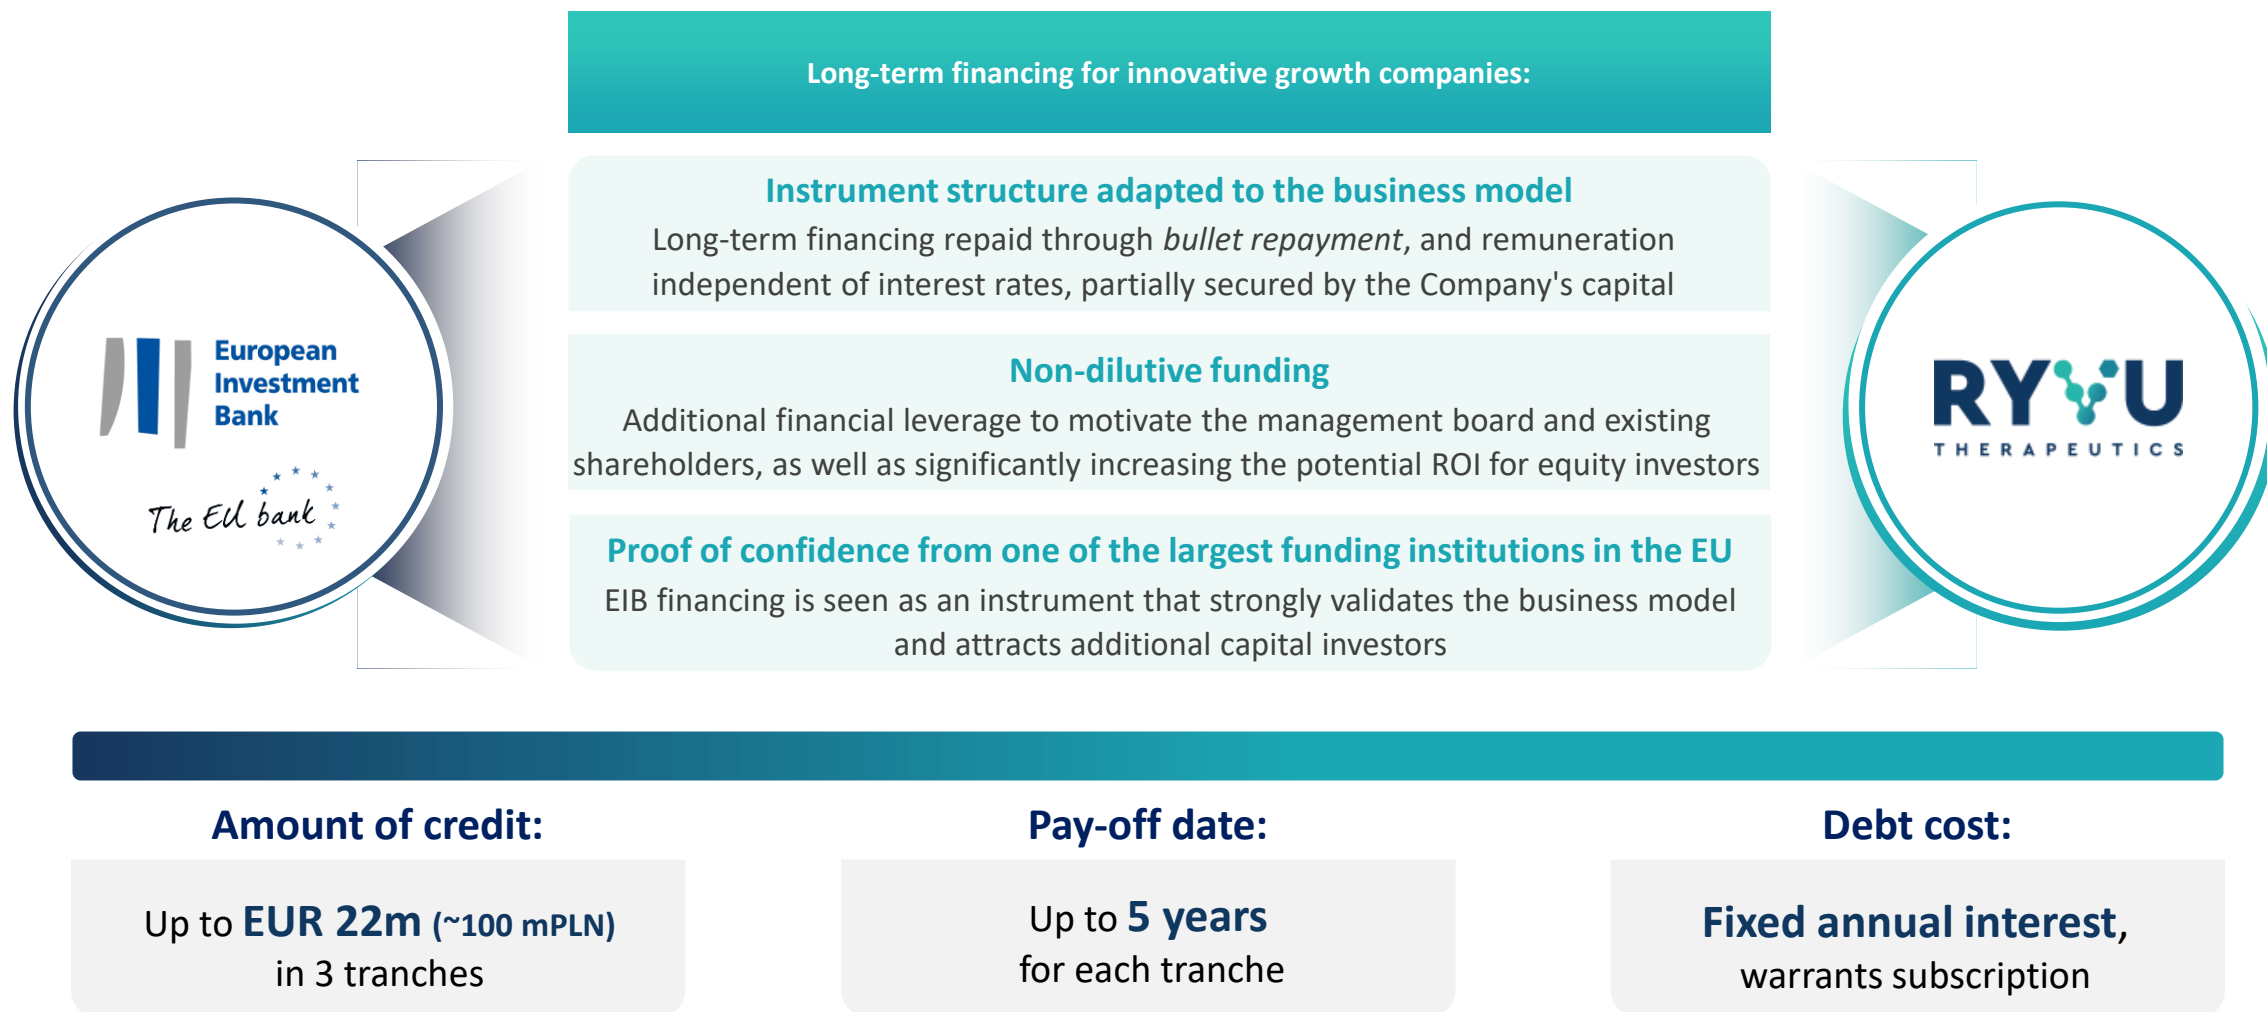 Long-term financing for innovative growth companies:
Instrument structure adapted to the business model
Long-term financing repaid through bullet repayment, and remuneration
independent of interest rates, partially secured by the Company's capital
Non-dilutive funding
Additional financial leverage to motivate the management board and existing
shareholders, as well as significantly increasing the potential ROI for equity investors
Proof of confidence from one of the largest funding institutions in the EU
EIB financing is seen as an instrument that strongly validates the business model
and attracts additional capital investors
European
Investment
Bank
The EU bank
RYVU
THERAPEUTICS
Amount of credit:
Up to EUR 22m (~100 mPLN)
in 3 tranches
Pay-off date:
Up to 5 years
for each tranche
Debt cost:
Fixed annual interest,
warrants subscription